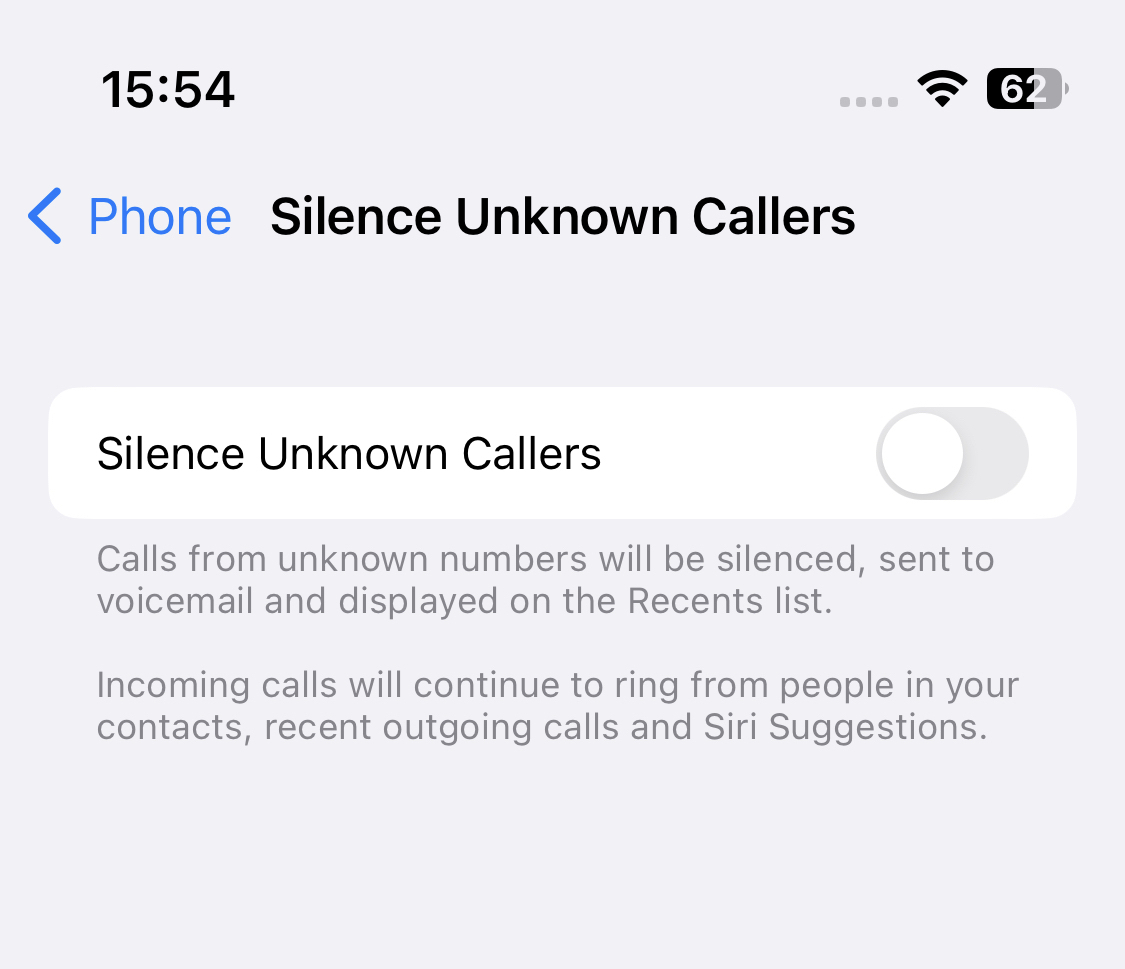 15:54
62
Phone
Silence Unknown Callers
Silence Unknown Callers
Calls from unknown numbers will be silenced, sent to
voicemail and displayed on the Recents list.
Incoming calls will continue to ring from people in your
contacts, recent outgoing calls and Siri Suggestions.